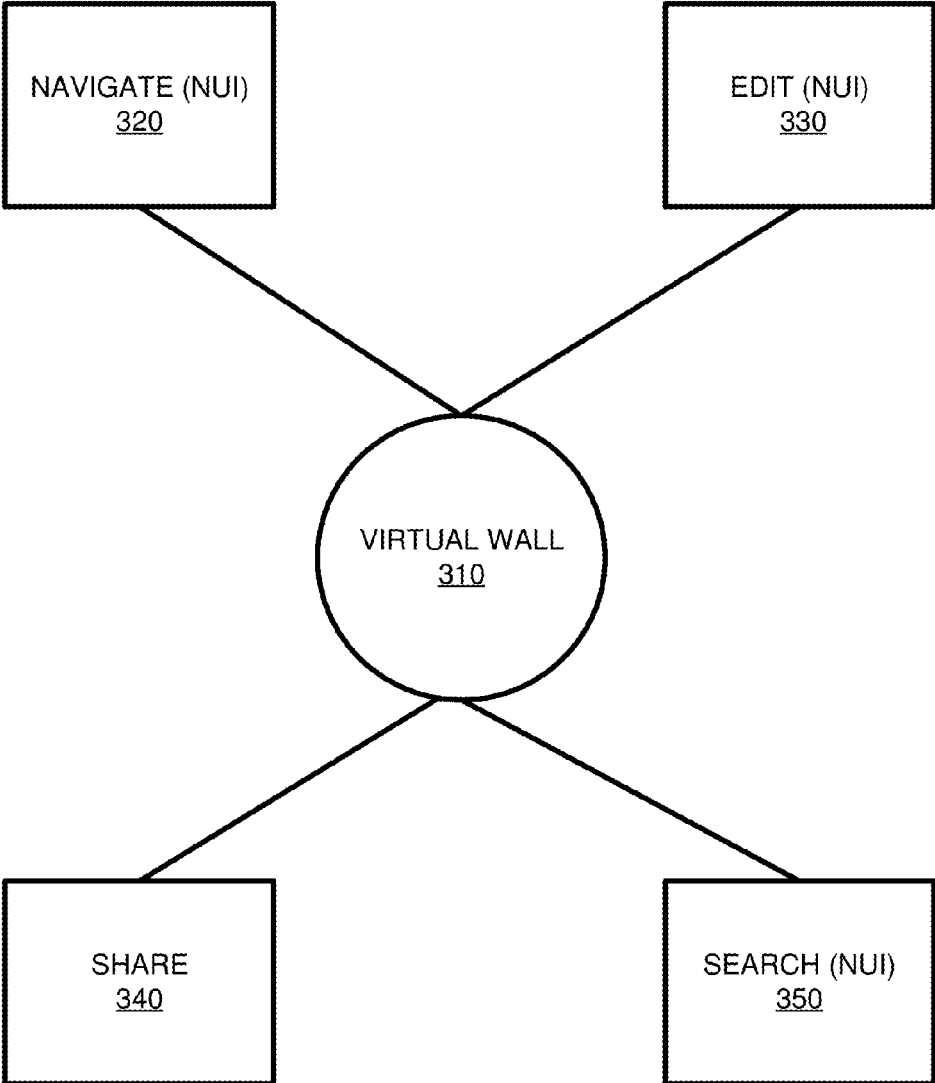 NAVIGATE (NUI)
320
EDIT (NUI)
330
VIRTUAL WALL
310
SHARE
340
SEARCH (NUI)
350